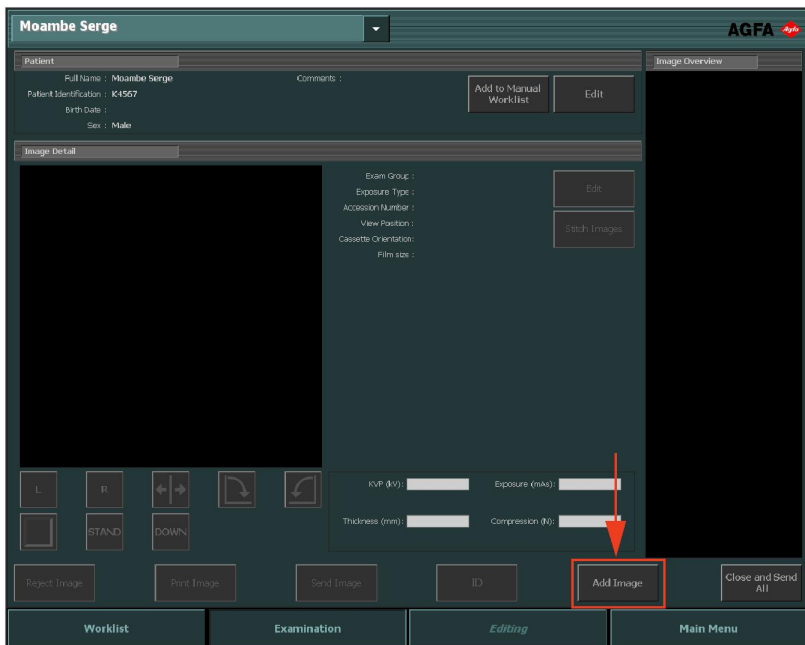 Moambe Serge
AGFA
Agfa
Patient
Image Overview
Full Name : Moambe Serge
Comments :
Patient Identification : K4567
Birth Date :
Sex : Male
Add to Manual
Worklist
Edit
Image Detail
Exam Group :
Exposure Type :
Accession Number :
View Position :
Cassette Orientation:
Film size :
Edit
Stitch Images
L
R
STAND
DOWN
KVP (kV):
Exposure (mAs):
Thickness (mm):
Compression (N):
Reject Image
Print Image
Send Image
ID
Add Image
Close and Send
All
Worklist
Examination
Editing
Main Menu